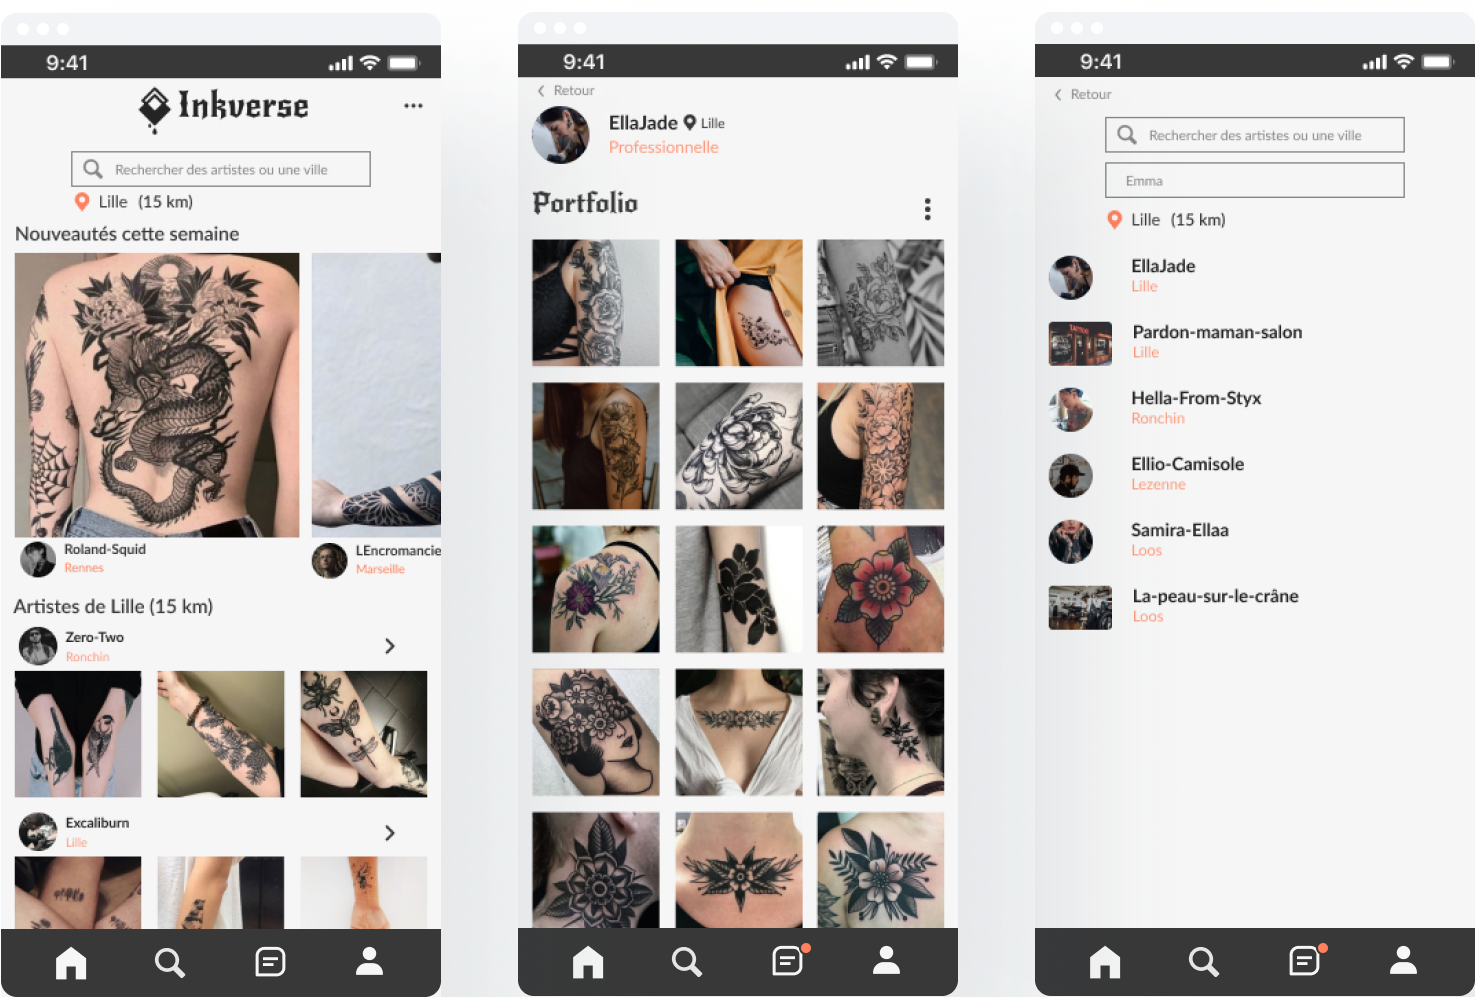 9:41
Inkverse
Rechercher des artistes ou une ville
Lille (15 km)
Nouveautés cette semaine
Roland-Squid
Rennes
LEncromancie
Marseille
Artistes de Lille (15 km)
Zero-Two
Ronchin
Excaliburn
Lille
9:41
Retour
EllaJade Lille
Professionnelle
Portfolio
9:41
Retour
Rechercher des artistes ou une ville
Emma
Lille (15 km)
EllaJade
Lille
TATTOO
Pardon-maman-salon
Lille
Hella-From-Styx
Ronchin
Ellio-Camisole
Lezenne
Samira-Ellaa
Loos
La-peau-sur-le-crâne
Loos